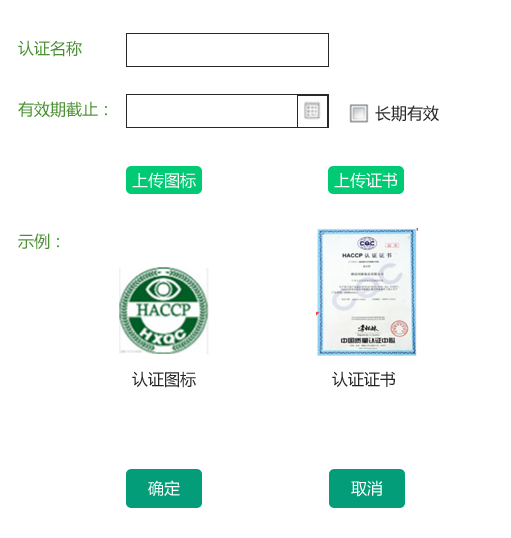 认证名称
有效期截止：
长期有效
上传图标
上传证书
示例：
HACCP
HXQC
CQC
HACCP 认证证书
中国质量认证中心
认证图标
认证证书
确定
取消